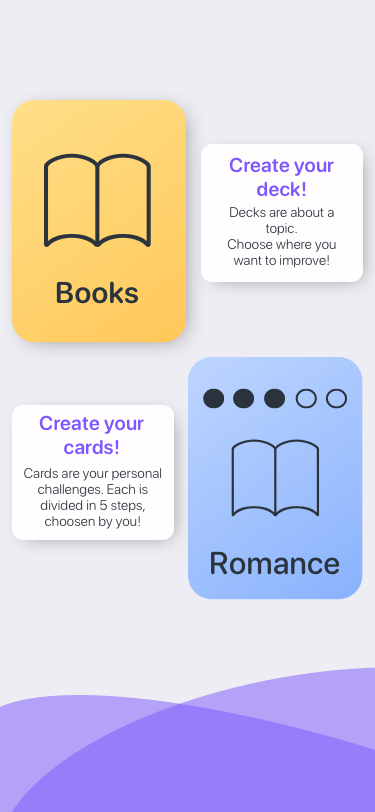 Books
Create your
deck!
Decks are about a
topic.
Choose where you
want to improve!
Create your
cards!
Cards are your personal
challenges. Each is
divided in 5 steps,
choosen by you!
Romance